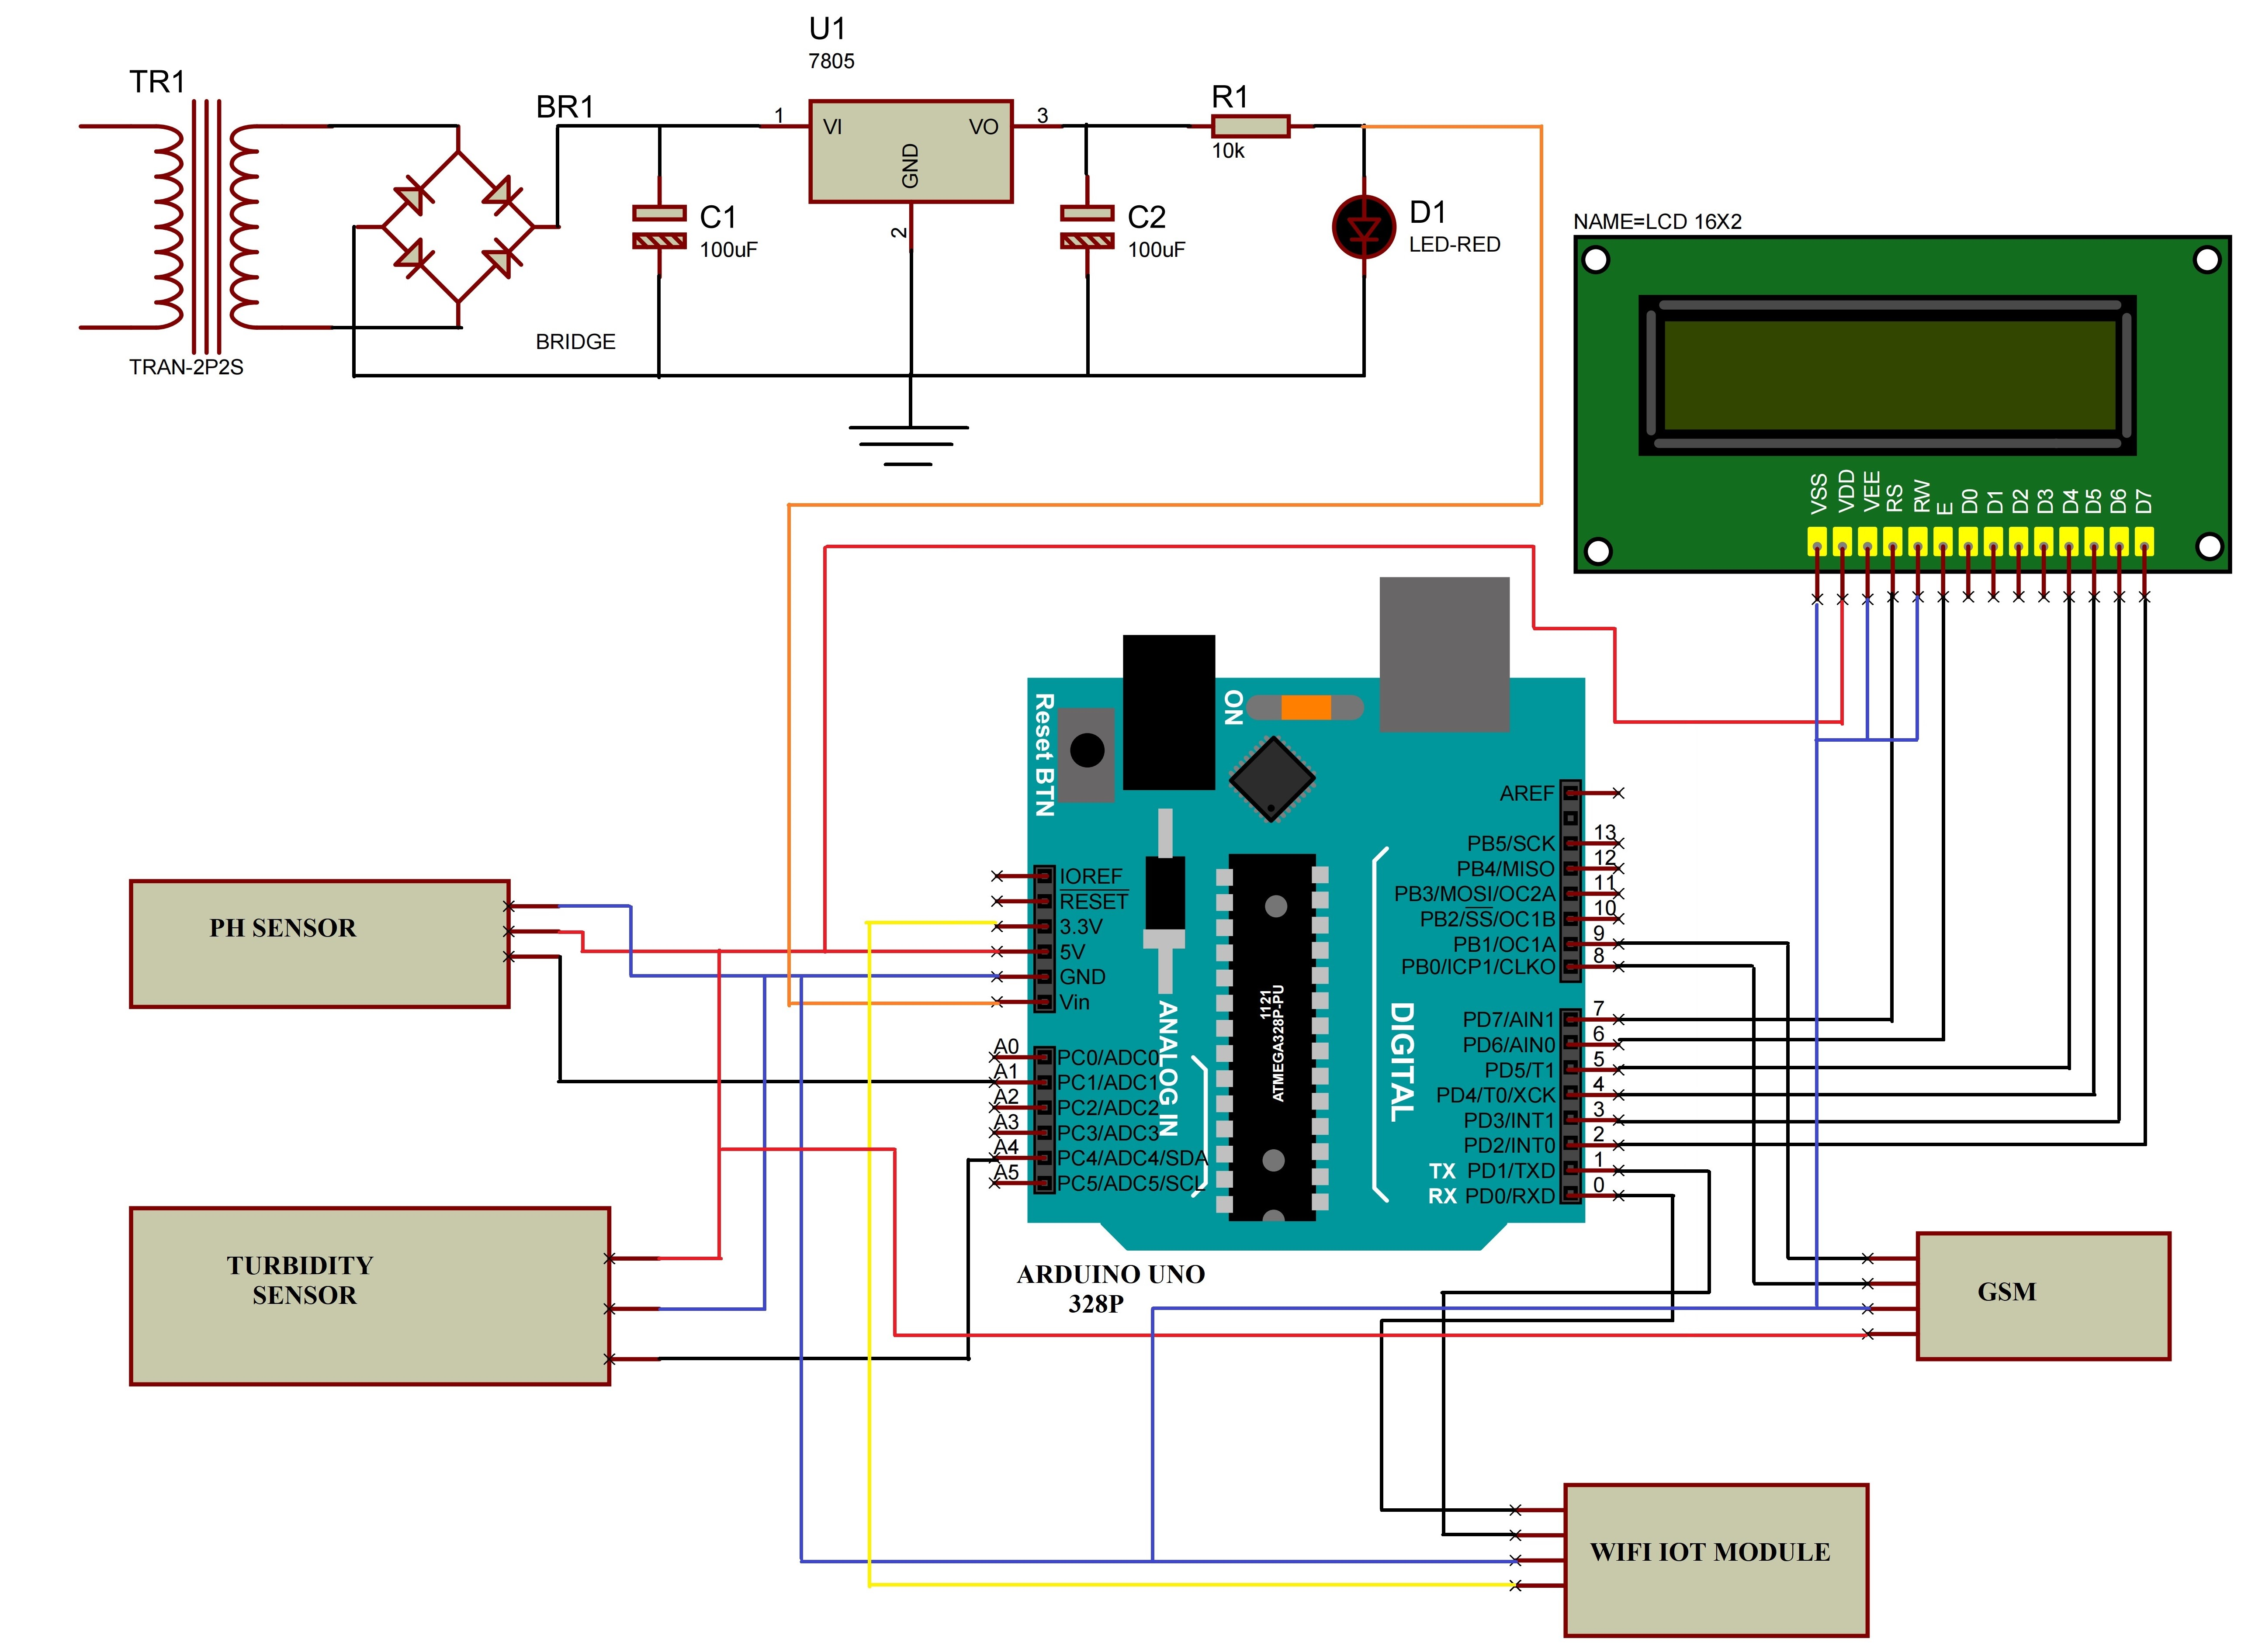 U1
7805
TR1
BR1
1
VI
VO
GND
3
2
R1
10k
C1
100uF
C2
100uF
D1
LED-RED
BRIDGE
TRAN-2P2S
NAME=LCD 16X2
VSS
VDD
VEE
RS
RW
E
D0
D1
D2
D3
D4
D5
D6
D7
Reset BTN
ON
AREF
13
PB5/SCK
12
PB4/MISO
11
PB3/MOSI/OC2A
10
PB2/SS/OC1B
9
PB1/OC1A
8
PB0/ICP1/CLKO
IOREF
RESET
3.3V
5V
GND
Vin
PH SENSOR
A0
PC0/ADC0
A1
PC1/ADC1
A2
PC2/ADC2
A3
PC3/ADC3
A4
PC4/ADC4/SDA
A5
PC5/ADC5/SCL
ANALOG IN
1121
ATMEGA328P-PU
DIGITAL
7
PD7/AIN1
6
PD6/AIN0
5
PD5/T1
4
PD4/T0/XCK
3
PD3/INT1
2
PD2/INT0
1
TX PD1/TXD
0
RX PD0/RXD
TURBIDITY
SENSOR
ARDUINO UNO
328P
GSM
WIFI IOT MODULE